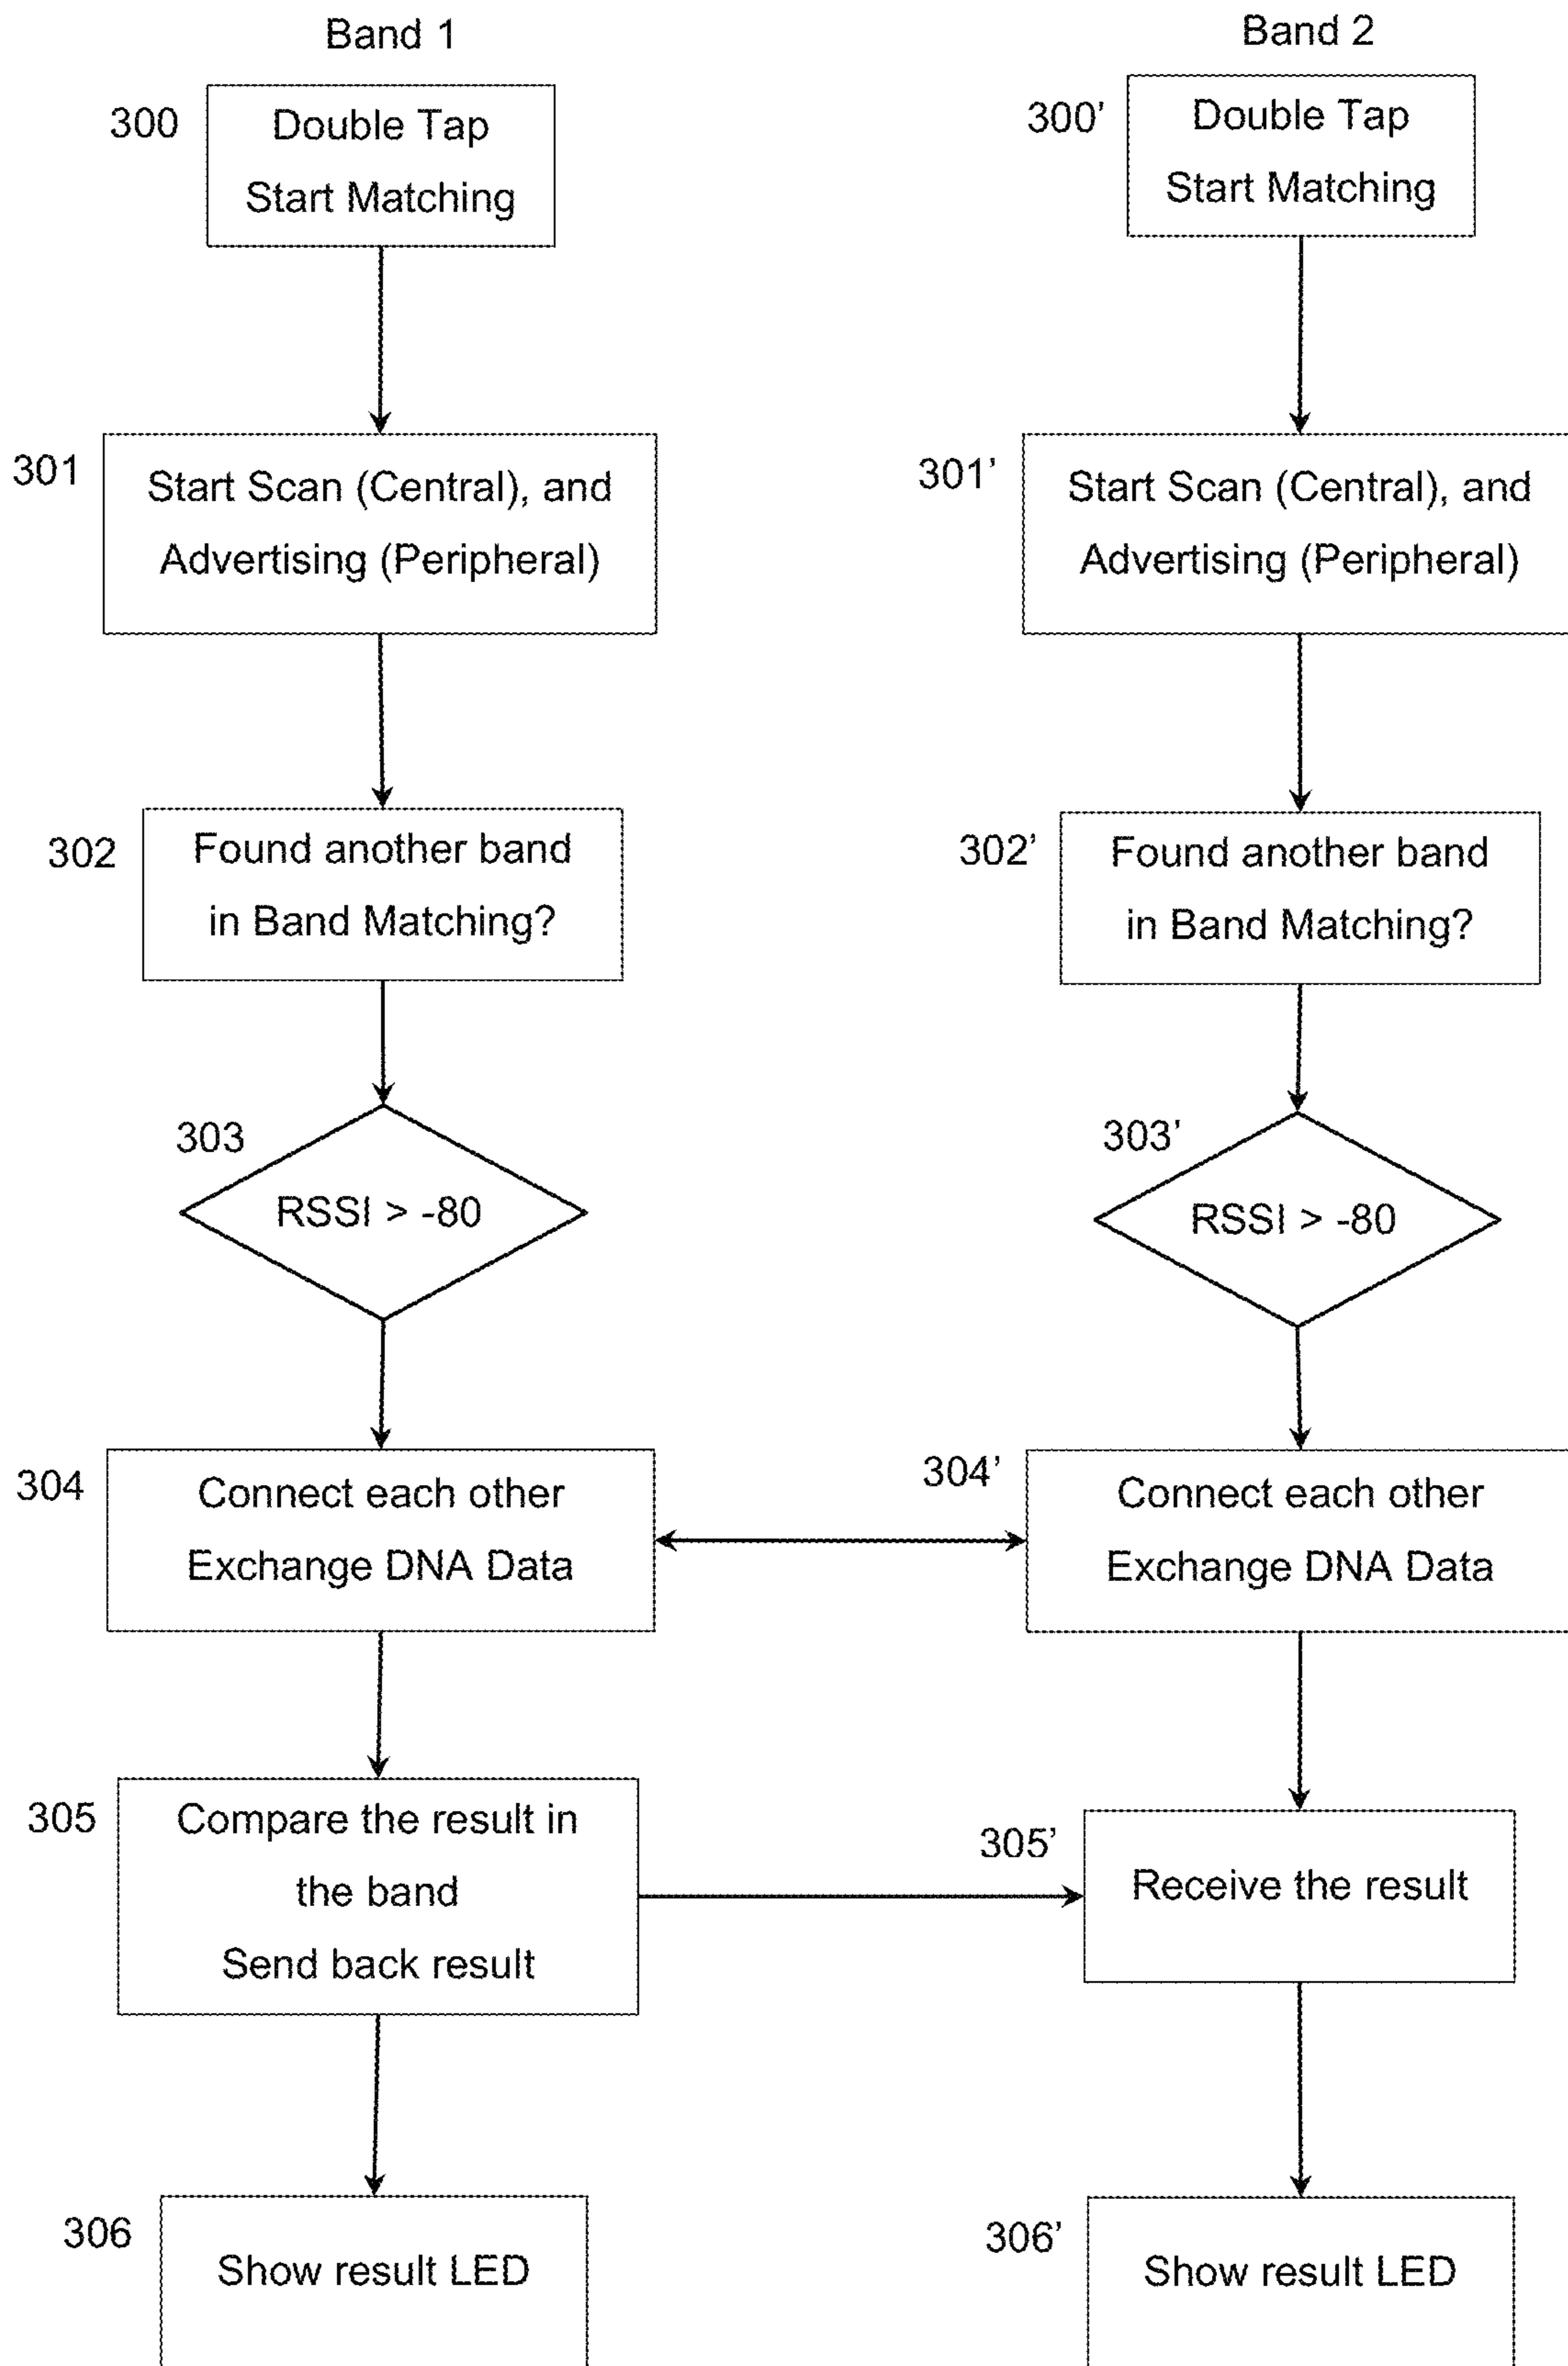 Band 1
Band 2
300
Double Tap
Start Matching
300’
Double Tap
Start Matching
301
Start Scan (Central), and
Advertising (Peripheral)
301’
Start Scan (Central), and
Advertising (Peripheral)
302
Found another band
in Band Matching?
302’
Found another band
in Band Matching?
303
RSSI > -80
303’
RSSI > -80
304
Connect each other
Exchange DNA Data
304’
Connect each other
Exchange DNA Data
305
Compare the result in
the band
Send back result
305’
Receive the result
306
Show result LED
306’
Show result LED